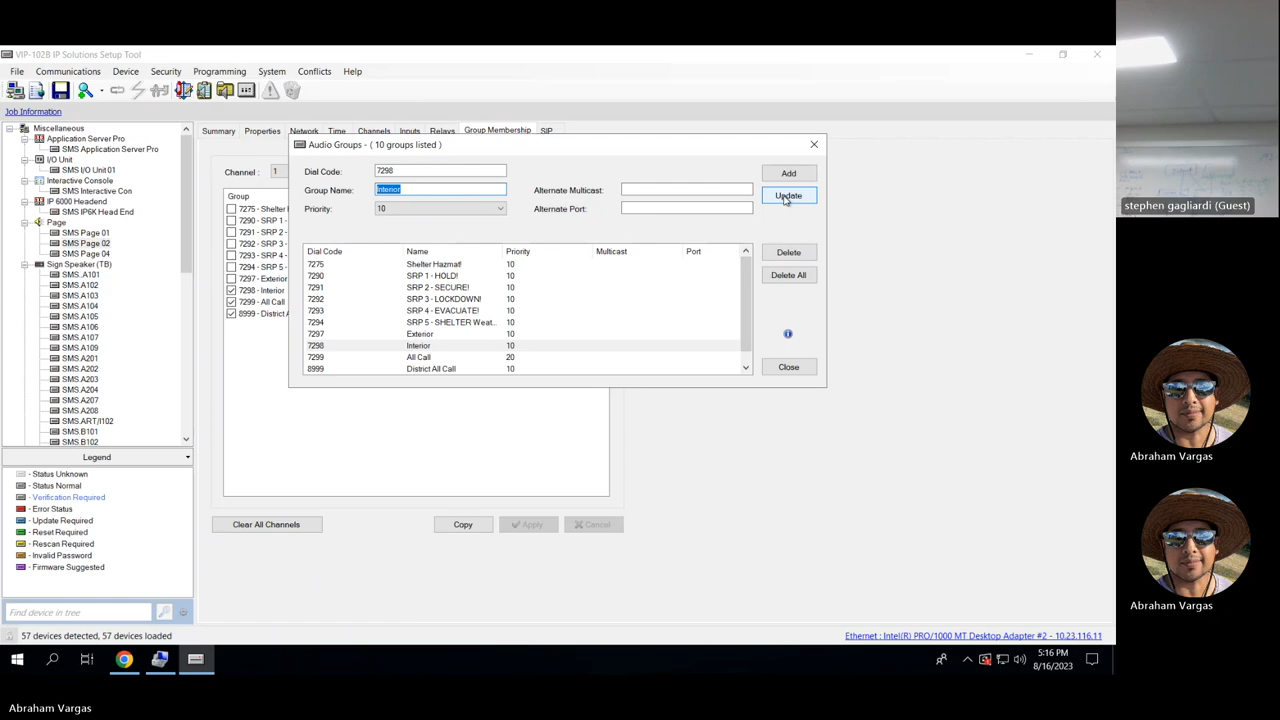 VIP-102B IP Solutions Setup Tool
File Communications Device Security Programming System Conflicts Help
Job Information
Miscellaneous
Application Server Pro
SMS Application Server Pro
I/O Unit
SMS I/O Unit 01
Interactive Console
SMS Interactive Con
IP 6000 Headend
SMS IP6K Head End
Page
SMS Page 01
SMS Page 02
SMS Page 04
Sign Speaker (TB)
SMS..A101
SMS.A102
SMS.A103
SMS.A104
SMS.A105
SMS.A106
SMS.A107
SMS.A109
SMS.A201
SMS.A202
SMS.A203
SMS.A204
SMS.A207
SMS.A208
SMS.ART/I102
SMS.B101
SMS.B102
Legend
- Status Unknown
- Status Normal
- Verification Required
- Error Status
- Update Required
- Reset Required
- Rescan Required
- Invalid Password
- Firmware Suggested
Find device in tree
57 devices detected, 57 devices loaded
Summary Properties Network Time Channels Inputs Relays Group Membership SIP
Channel : 1
Group
7275 - Shelter H
7290 - SRP 1 -
7291 - SRP 2 -
7292 - SRP 3 -
7293 - SRP 4 -
7294 - SRP 5 -
7297 - Exterior
7298 - Interior
7299 - All Call
8999 - District A
Clear All Channels Copy Apply Cancel
Audio Groups - ( 10 groups listed )
Dial Code: 7298
Group Name: Interior
Priority: 10
Alternate Multicast:
Alternate Port:
Add
Update
Delete
Delete All
Close
Dial Code Name Priority Multicast Port
7275 Shelter Hazmat! 10
7290 SRP 1 - HOLD! 10
7291 SRP 2 - SECURE! 10
7292 SRP 3 - LOCKDOWN! 10
7293 SRP 4 - EVACUATE! 10
7294 SRP 5 - SHELTER Weat... 10
7297 Exterior 10
7298 Interior 10
7299 All Call 20
8999 District All Call 10
Ethernet : Intel(R) PRO/1000 MT Desktop Adapter #2 - 10.23.116.11
5:16 PM
8/16/2023
stephen gagliardi (Guest)
Abraham Vargas
Abraham Vargas
Abraham Vargas